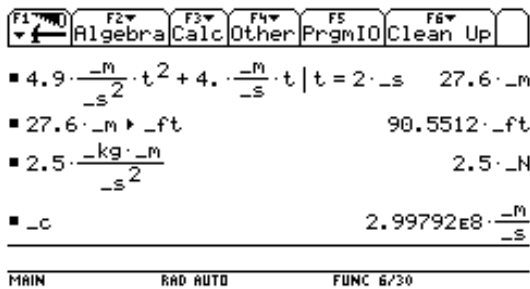 F1 F2 Algebra F3 Calc F4 Other F5 PrgmIO F6 Clean Up
▪ 4.9·_m/_s²·t² + 4.·_m/_s·t | t = 2·_s 27.6·_m
▪ 27.6·_m ▸ _ft 90.5512·_ft
▪ 2.5·_kg·_m/_s² 2.5·_N
▪ _c 2.99792ᴇ8·_m/_s
MAIN RAD AUTO FUNC 6/30